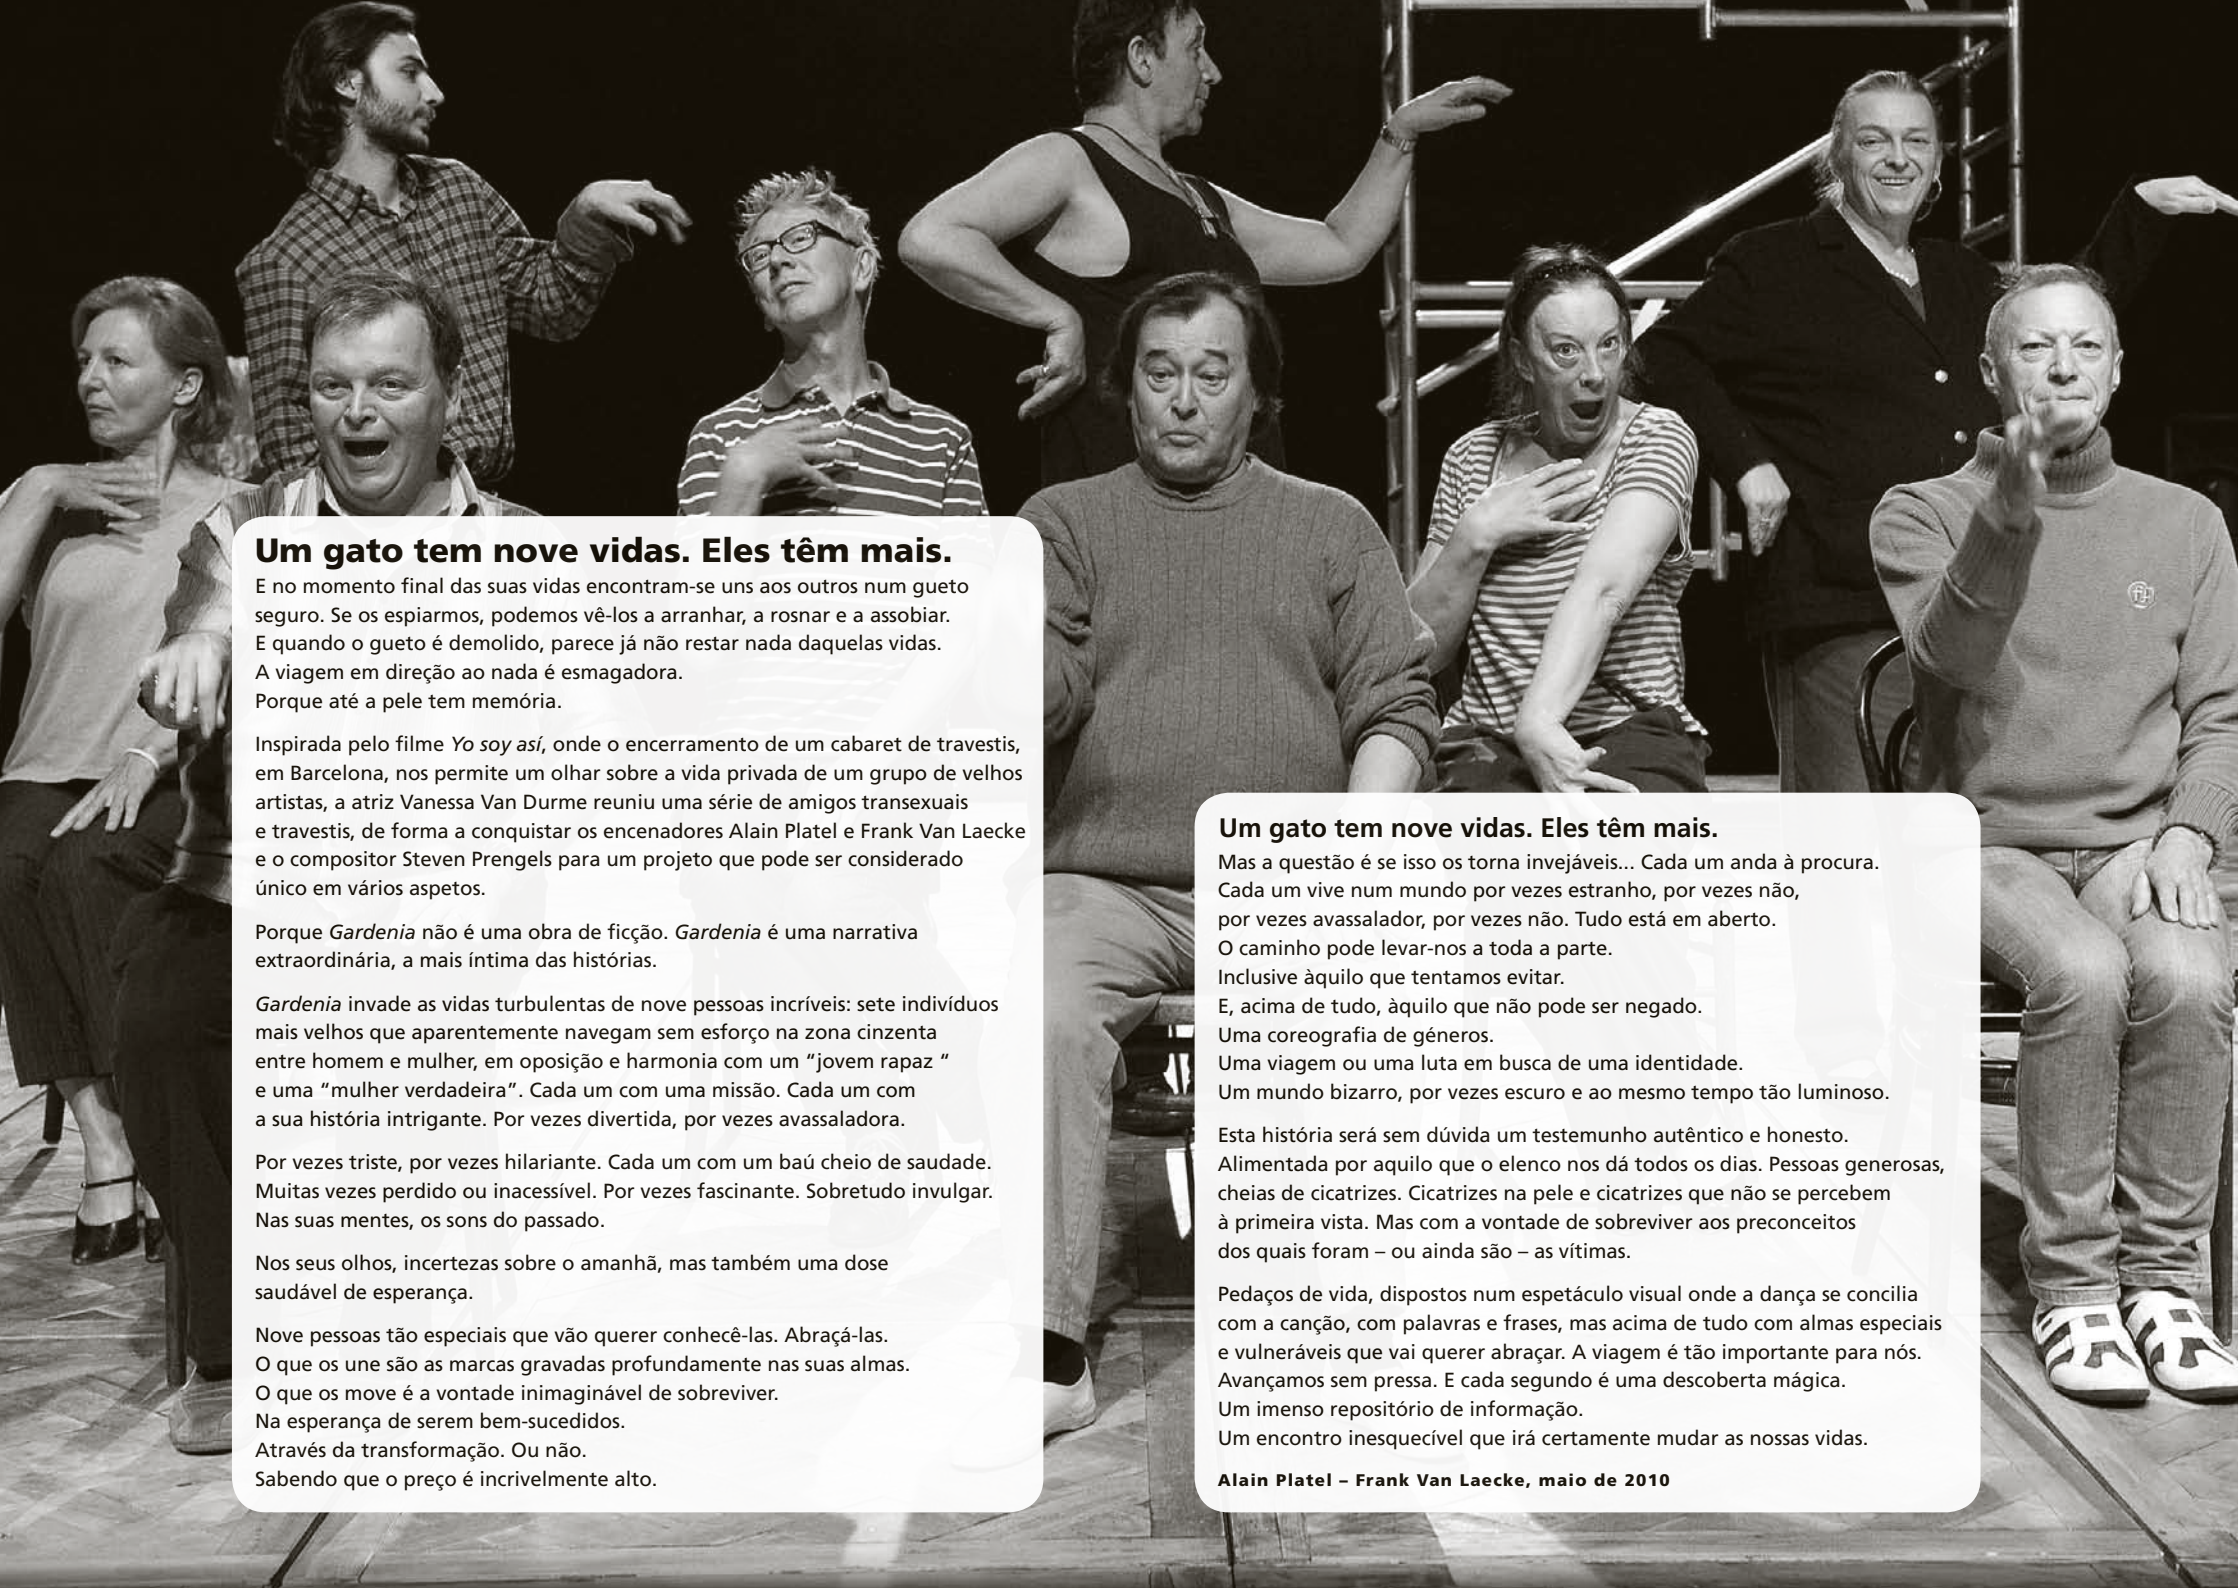 Um gato tem nove vidas. Eles têm mais.
E no momento final das suas vidas encontram-se uns aos outros num gueto
seguro. Se os espiarmos, podemos vê-los a arranhar, a rosnar e a assobiar.
E quando o gueto é demolido, parece já não restar nada daquelas vidas.
A viagem em direção ao nada é esmagadora.
Porque até a pele tem memória.
Inspirada pelo filme Yo soy así, onde o encerramento de um cabaret de travestis,
em Barcelona, nos permite um olhar sobre a vida privada de um grupo de velhos
artistas, a atriz Vanessa Van Durme reuniu uma série de amigos transexuais
e travestis, de forma a conquistar os encenadores Alain Platel e Frank Van Laecke
e o compositor Steven Prengels para um projeto que pode ser considerado
único em vários aspetos.
Porque Gardenia não é uma obra de ficção. Gardenia é uma narrativa
extraordinária, a mais íntima das histórias.
Gardenia invade as vidas turbulentas de nove pessoas incríveis: sete indivíduos
mais velhos que aparentemente navegam sem esforço na zona cinzenta
entre homem e mulher, em oposição e harmonia com um “jovem rapaz “
e uma “mulher verdadeira”. Cada um com uma missão. Cada um com
a sua história intrigante. Por vezes divertida, por vezes avassaladora.
Por vezes triste, por vezes hilariante. Cada um com um baú cheio de saudade.
Muitas vezes perdido ou inacessível. Por vezes fascinante. Sobretudo invulgar.
Nas suas mentes, os sons do passado.
Nos seus olhos, incertezas sobre o amanhã, mas também uma dose
saudável de esperança.
Nove pessoas tão especiais que vão querer conhecê-las. Abraçá-las.
O que os une são as marcas gravadas profundamente nas suas almas.
O que os move é a vontade inimaginável de sobreviver.
Na esperança de serem bem-sucedidos.
Através da transformação. Ou não.
Sabendo que o preço é incrivelmente alto.
Um gato tem nove vidas. Eles têm mais.
Mas a questão é se isso os torna invejáveis... Cada um anda à procura.
Cada um vive num mundo por vezes estranho, por vezes não,
por vezes avassalador, por vezes não. Tudo está em aberto.
O caminho pode levar-nos a toda a parte.
Inclusive àquilo que tentamos evitar.
E, acima de tudo, àquilo que não pode ser negado.
Uma coreografia de géneros.
Uma viagem ou uma luta em busca de uma identidade.
Um mundo bizarro, por vezes escuro e ao mesmo tempo tão luminoso.
Esta história será sem dúvida um testemunho autêntico e honesto.
Alimentada por aquilo que o elenco nos dá todos os dias. Pessoas generosas,
cheias de cicatrizes. Cicatrizes na pele e cicatrizes que não se percebem
à primeira vista. Mas com a vontade de sobreviver aos preconceitos
dos quais foram – ou ainda são – as vítimas.
Pedaços de vida, dispostos num espetáculo visual onde a dança se concilia
com a canção, com palavras e frases, mas acima de tudo com almas especiais
e vulneráveis que vai querer abraçar. A viagem é tão importante para nós.
Avançamos sem pressa. E cada segundo é uma descoberta mágica.
Um imenso repositório de informação.
Um encontro inesquecível que irá certamente mudar as nossas vidas.
Alain Platel – Frank Van Laecke, maio de 2010